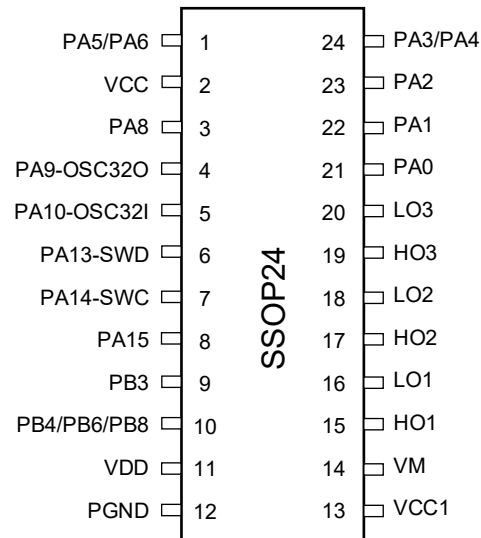 PA5/PA6 1 24 PA3/PA4
VCC 2 23 PA2
PA8 3 22 PA1
PA9-OSC32O 4 21 PA0
PA10-OSC32I 5 20 LO3
PA13-SWD 6 19 HO3
PA14-SWC 7 18 LO2
PA15 8 17 HO2
PB3 9 16 LO1
PB4/PB6/PB8 10 15 HO1
VDD 11 14 VM
PGND 12 13 VCC1
SSOP24